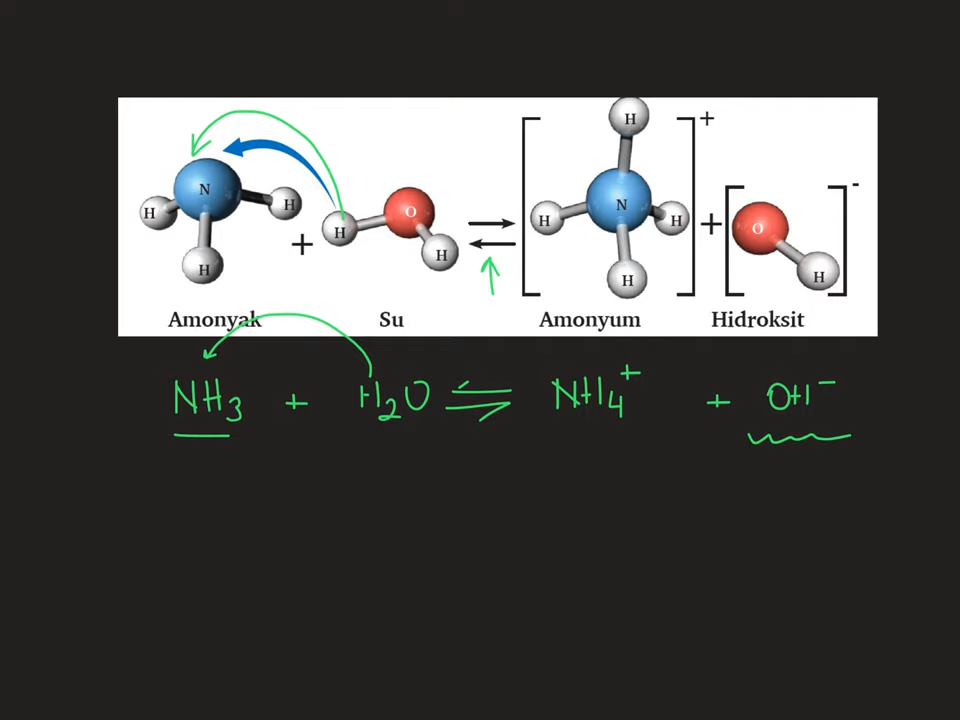 N H H H + H O H ⇌ [ N H H H H ]+ + [ O H ]-
Amonyak Su Amonyum Hidroksit
NH₃ + H₂O ⇌ NH₄⁺ + OH⁻